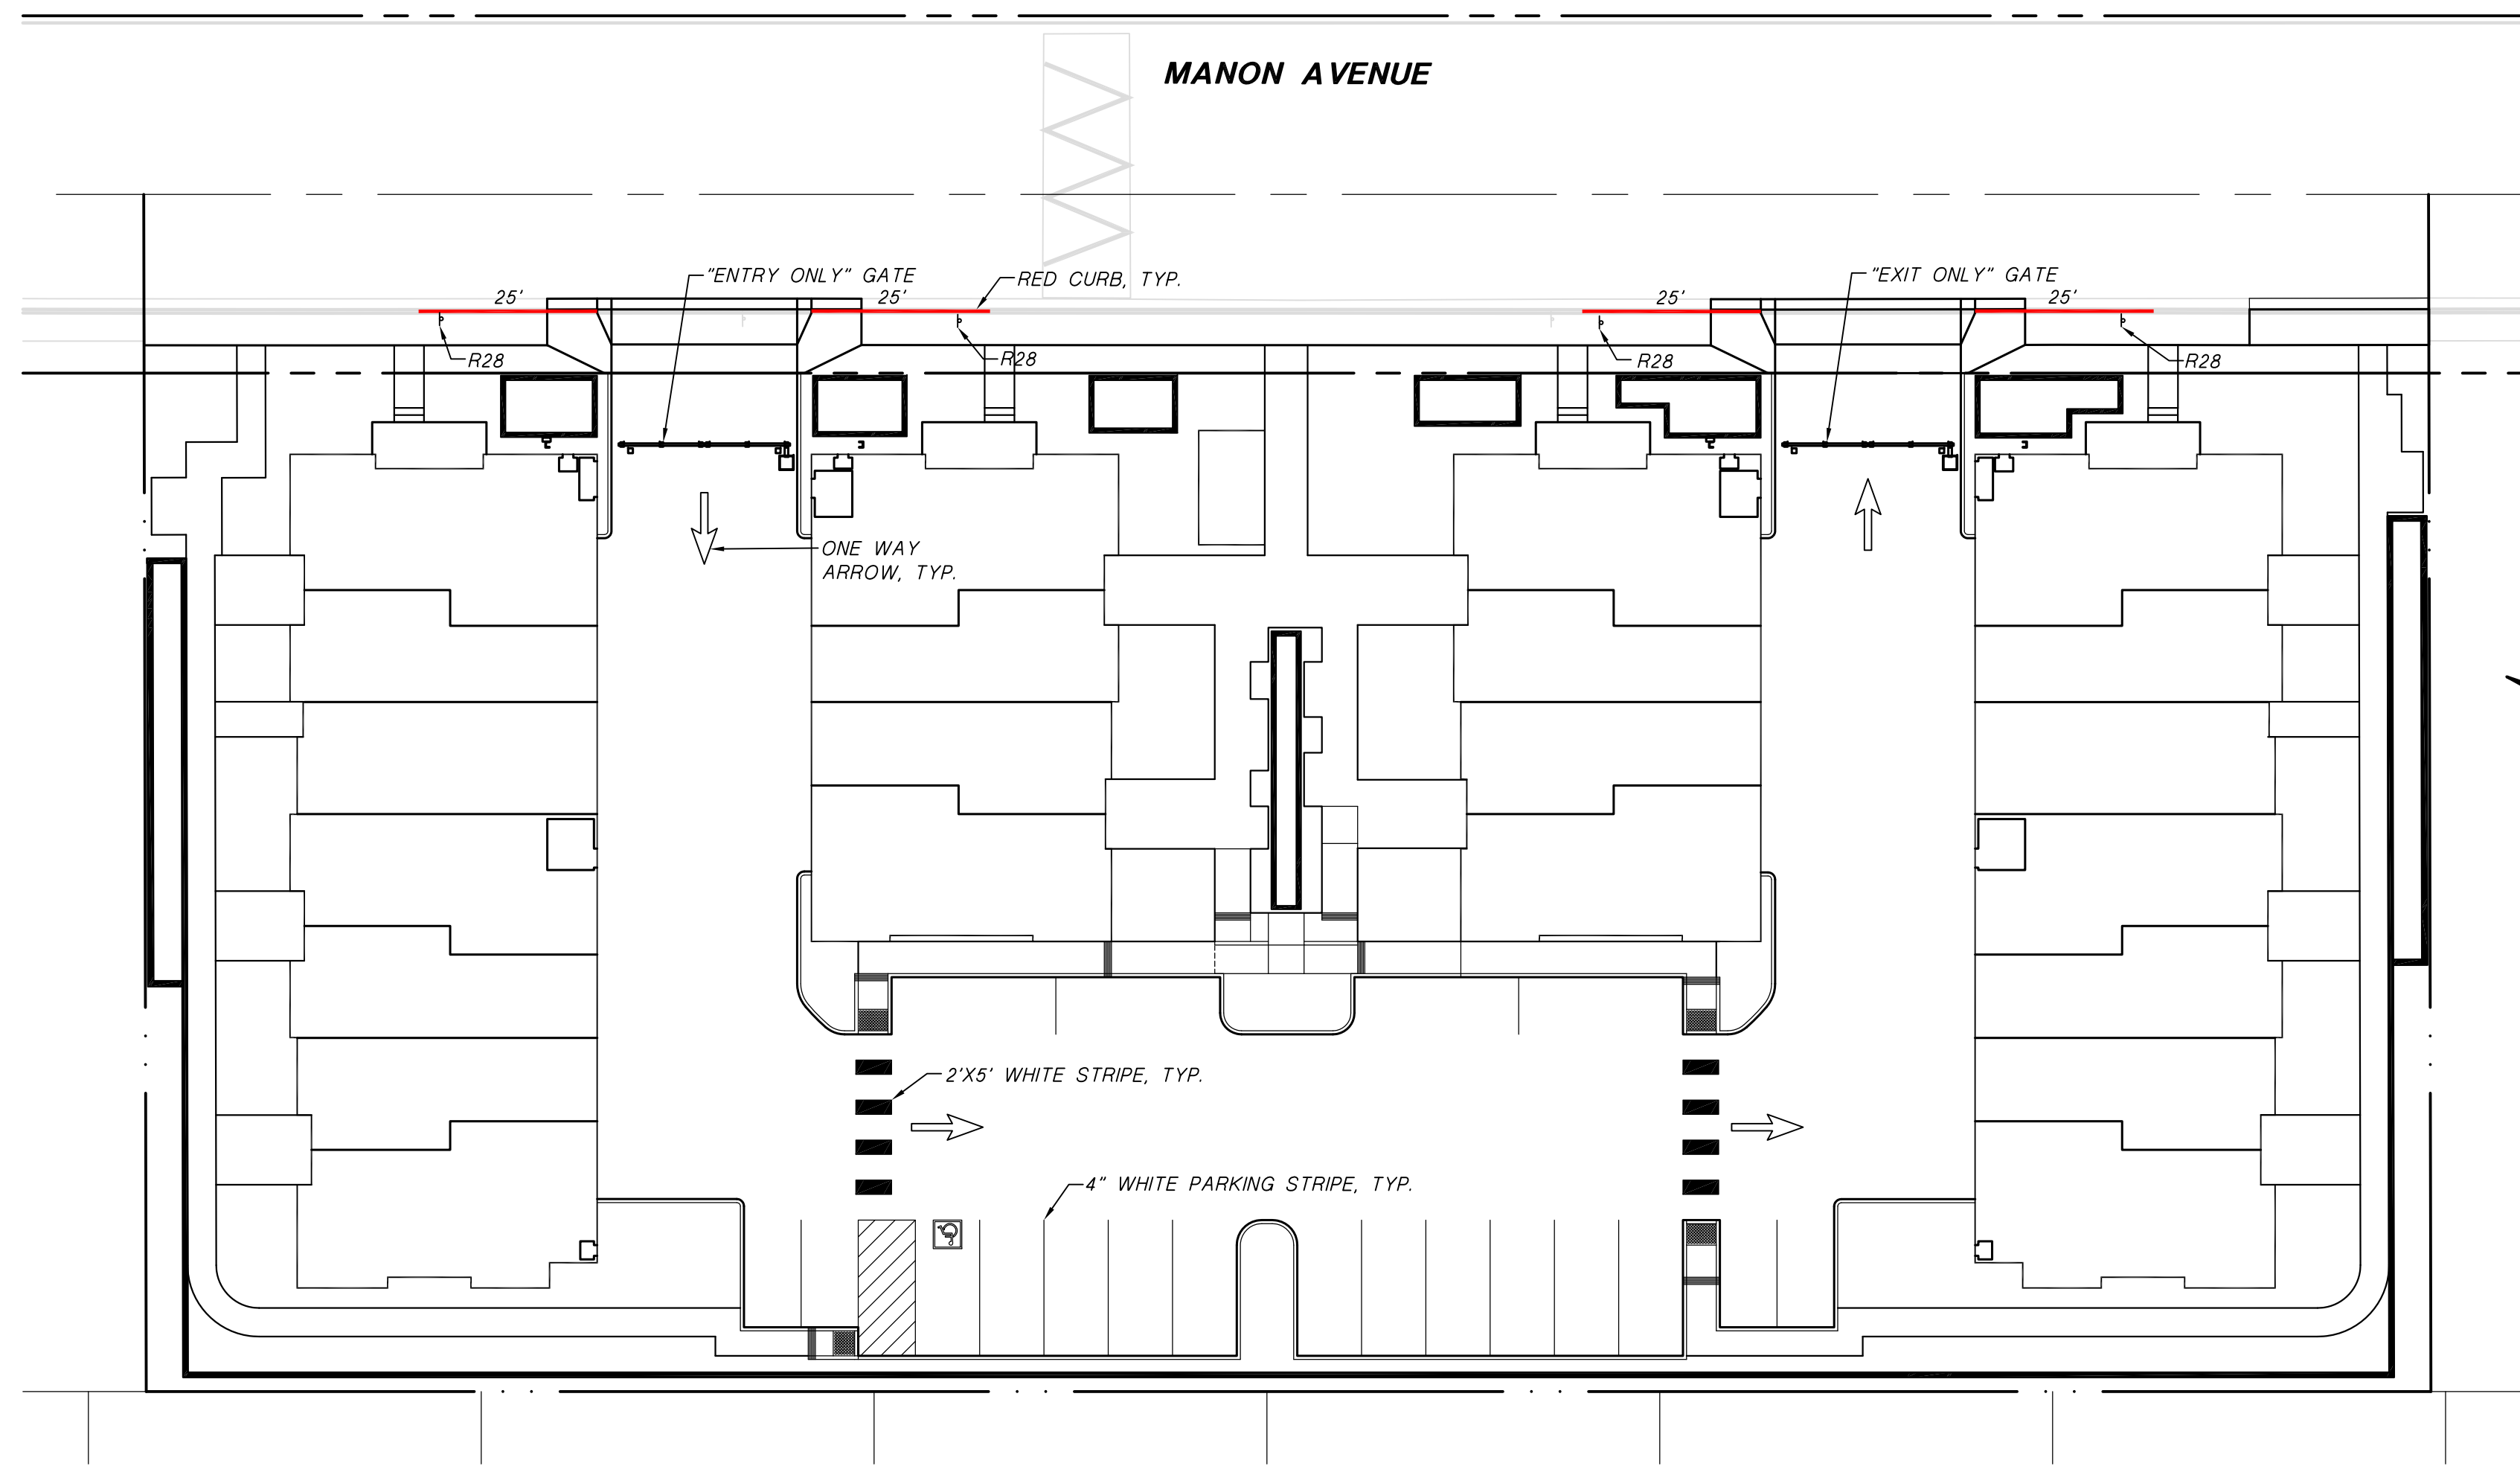 MANON AVENUE
"ENTRY ONLY" GATE
RED CURB, TYP.
"EXIT ONLY" GATE
25'
25'
25'
25'
R28
R28
R28
R28
ONE WAY
ARROW, TYP.
2'X5' WHITE STRIPE, TYP.
4" WHITE PARKING STRIPE, TYP.